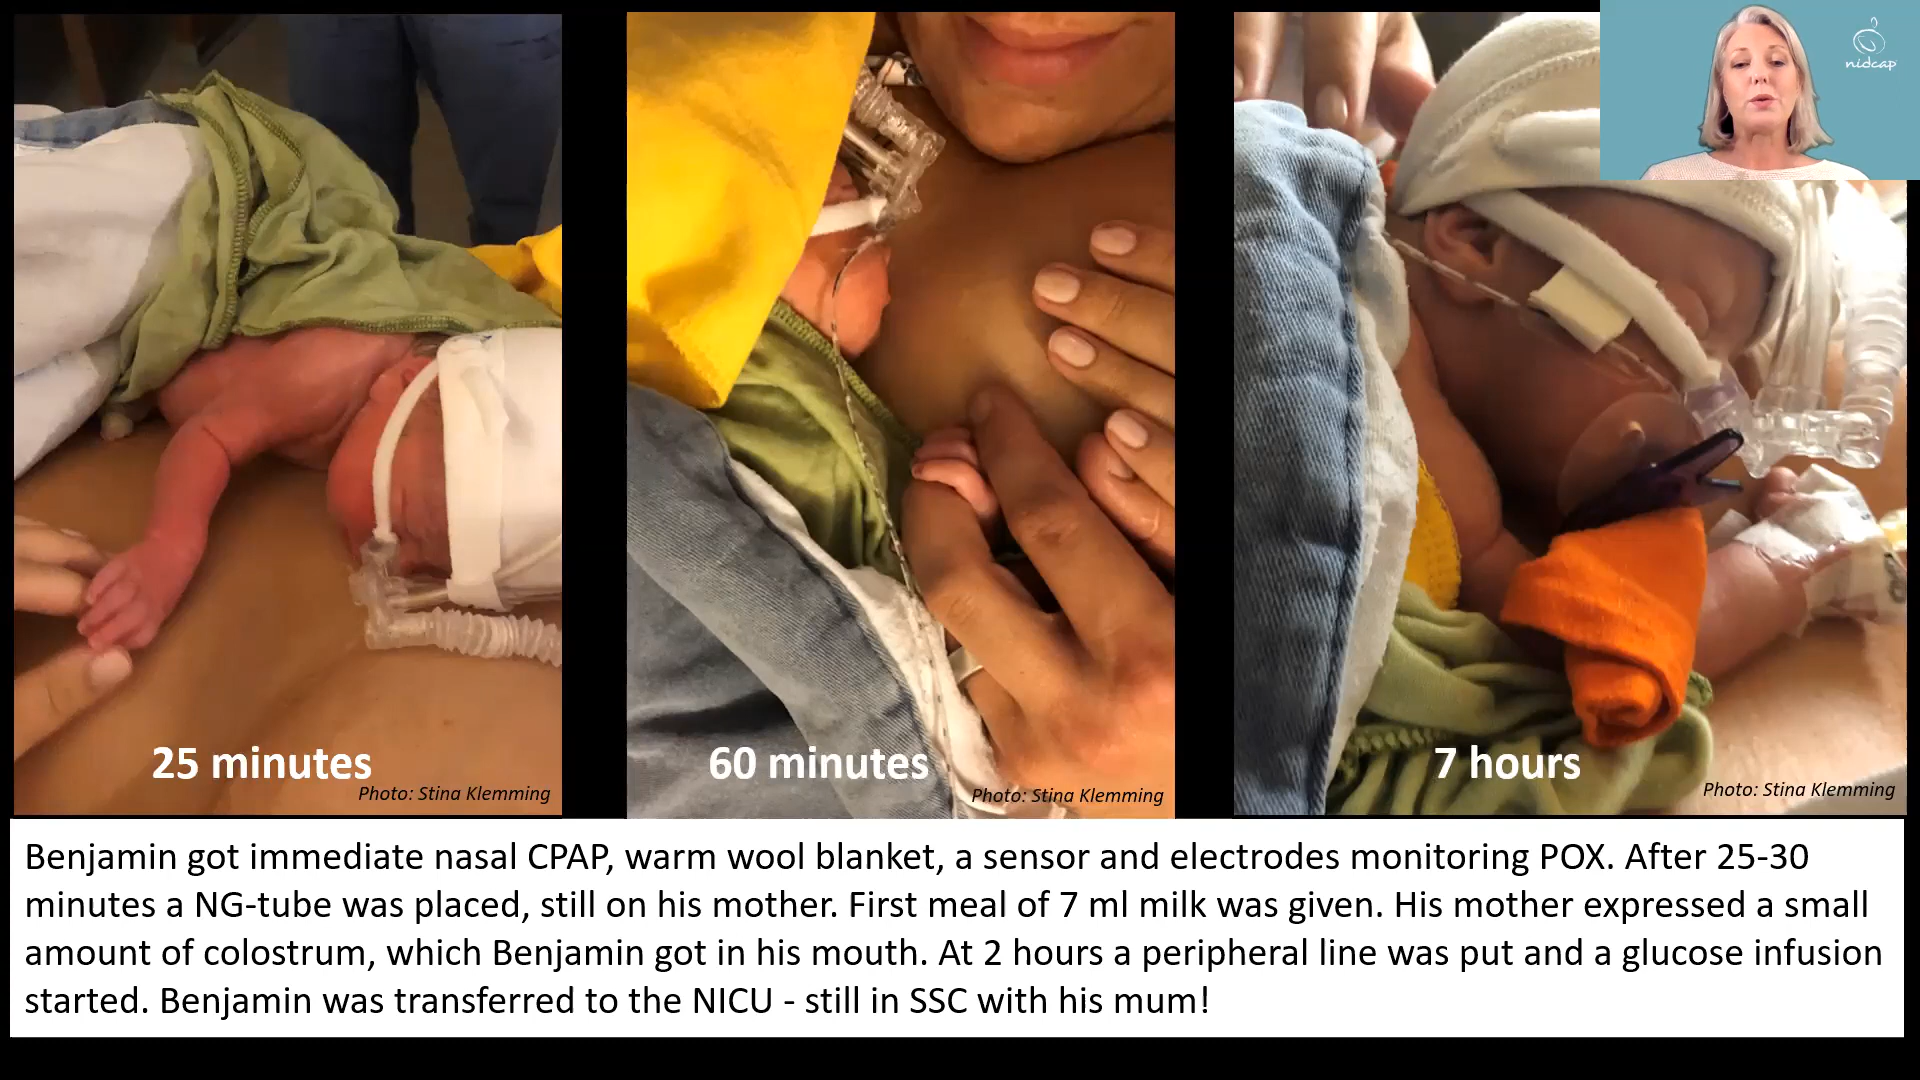 nidcap
25 minutes
Photo: Stina Klemming
60 minutes
Photo: Stina Klemming
7 hours
Photo: Stina Klemming
Benjamin got immediate nasal CPAP, warm wool blanket, a sensor and electrodes monitoring POX. After 25-30
minutes a NG-tube was placed, still on his mother. First meal of 7 ml milk was given. His mother expressed a small
amount of colostrum, which Benjamin got in his mouth. At 2 hours a peripheral line was put and a glucose infusion
started. Benjamin was transferred to the NICU - still in SSC with his mum!